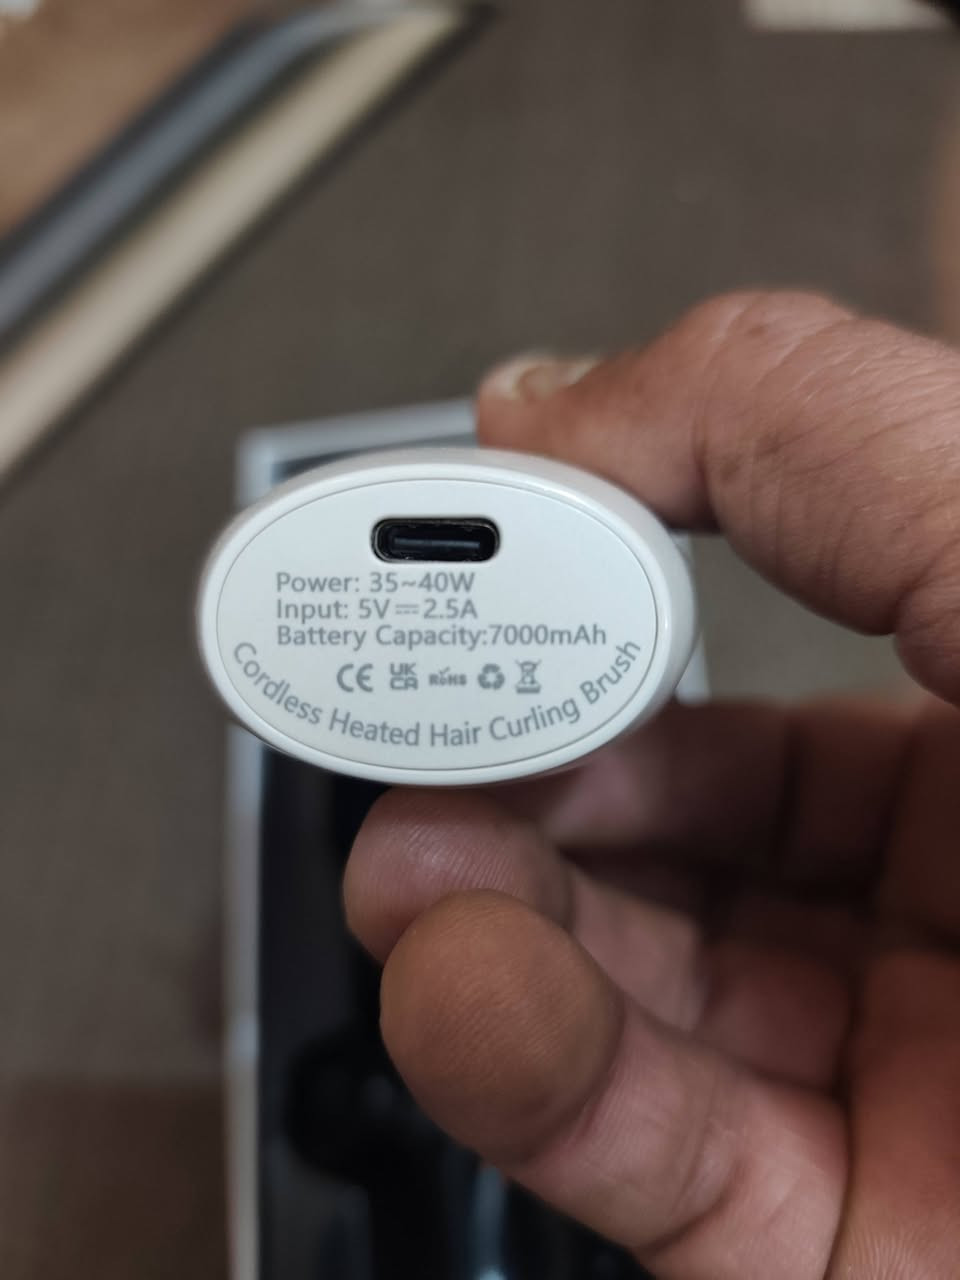 Power: 35~40W
Input: 5V⎓2.5A
Battery Capacity:7000mAh
CE UK CA RoHS
Cordless Heated Hair Curling Brush